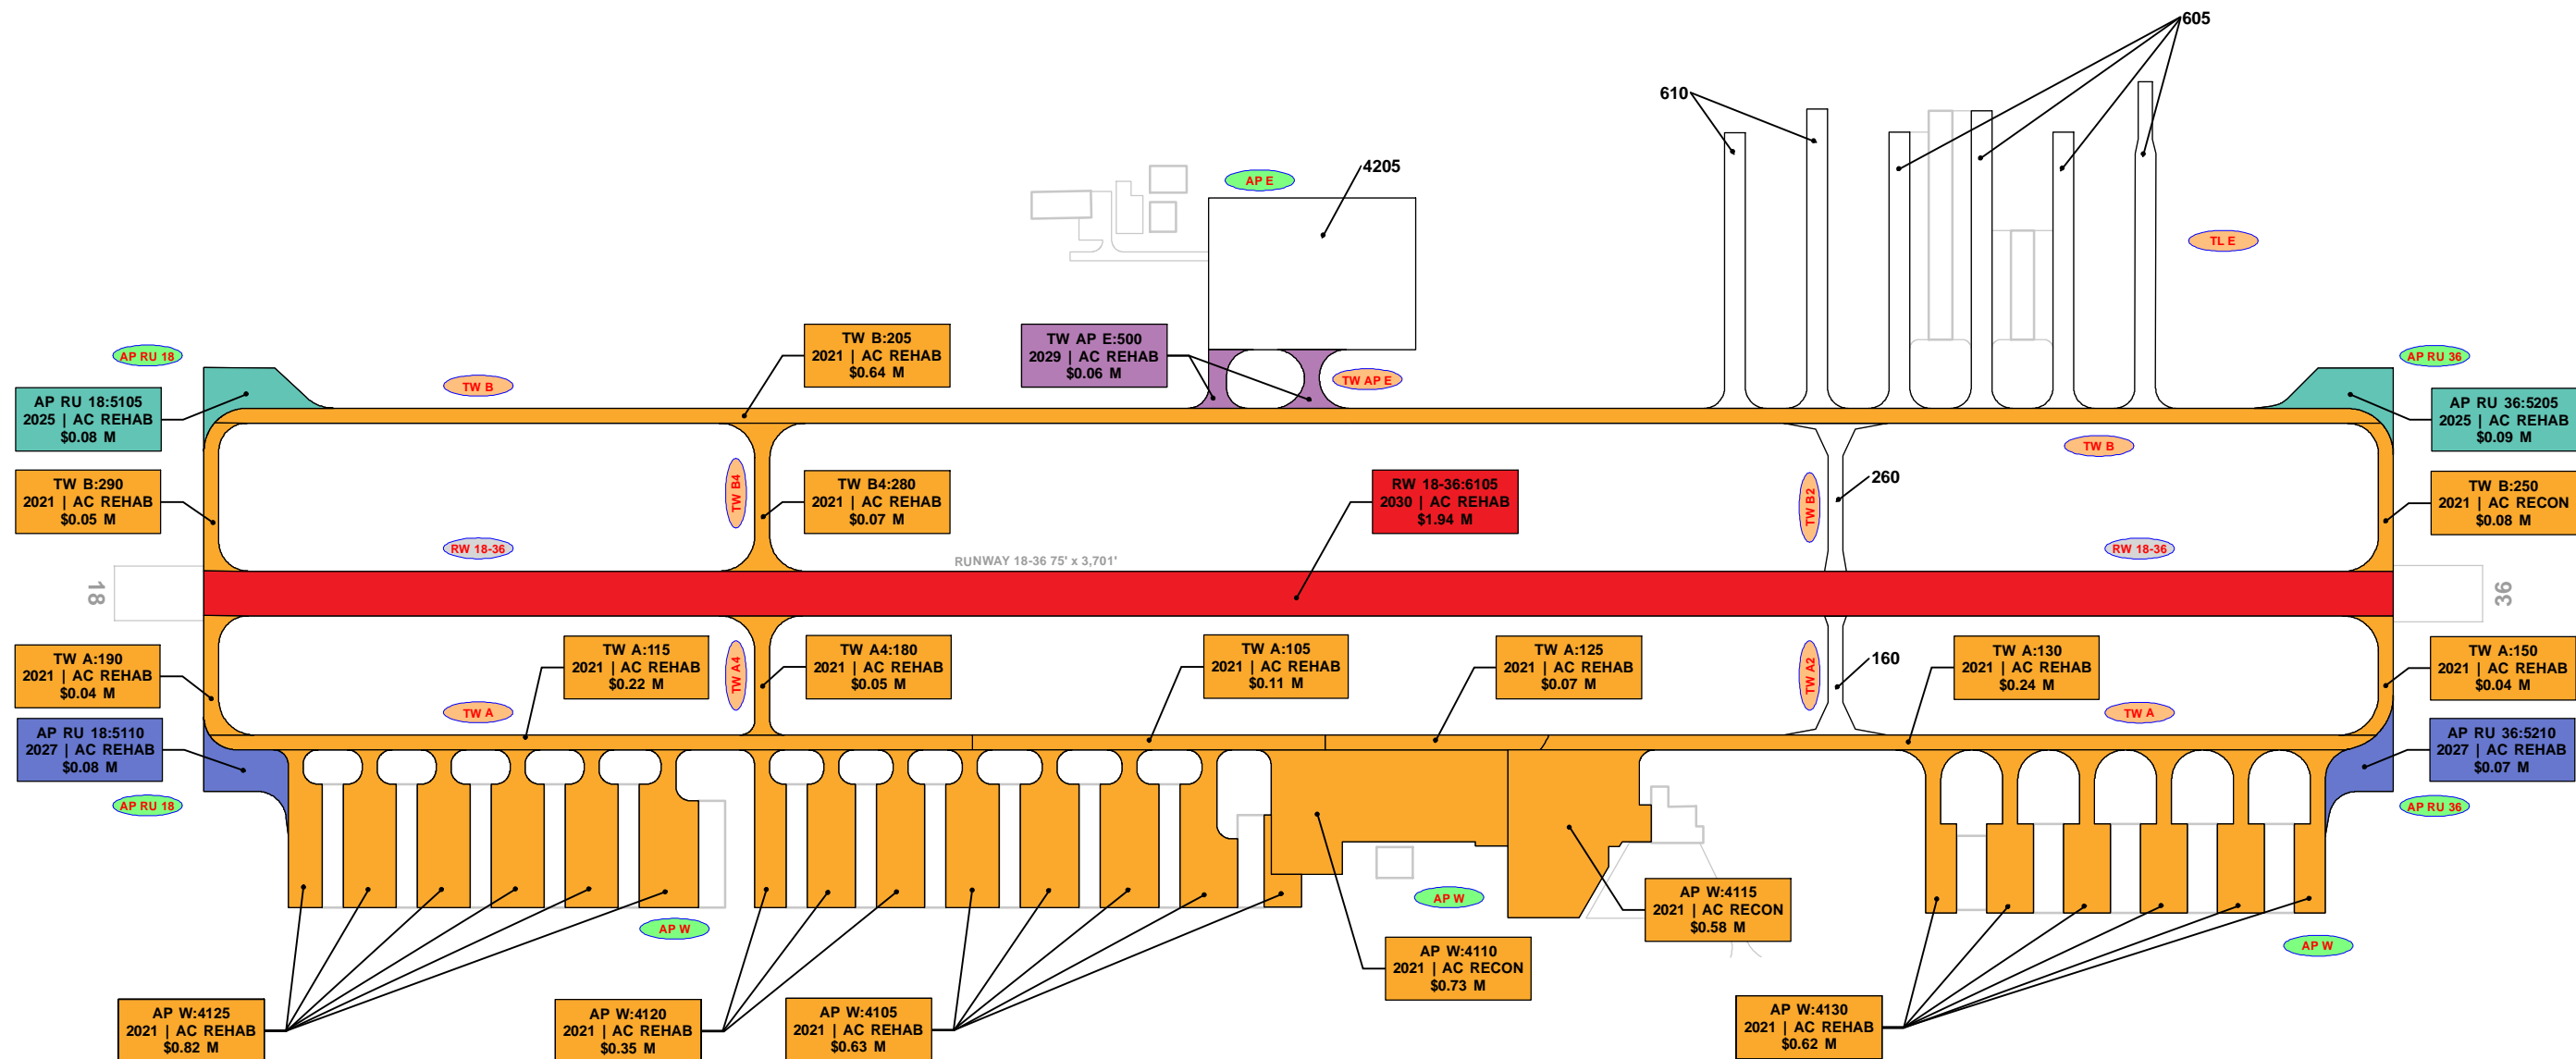 605
610
4205
AP E
TL E
TW B:205
2021 | AC REHAB
$0.64 M
TW AP E:500
2029 | AC REHAB
$0.06 M
AP RU 18
AP RU 36
TW B
TW AP E
AP RU 18:5105
2025 | AC REHAB
$0.08 M
AP RU 36:5205
2025 | AC REHAB
$0.09 M
TW B
TW B:290
2021 | AC REHAB
$0.05 M
TW B4
TW B4:280
2021 | AC REHAB
$0.07 M
RW 18-36:6105
2030 | AC REHAB
$1.94 M
TW B2
260
TW B:250
2021 | AC RECON
$0.08 M
RW 18-36
RW 18-36
RUNWAY 18-36 75' x 3,701'
18
36
TW A:190
2021 | AC REHAB
$0.04 M
TW A:115
2021 | AC REHAB
$0.22 M
TW A4
TW A4:180
2021 | AC REHAB
$0.05 M
TW A:105
2021 | AC REHAB
$0.11 M
TW A:125
2021 | AC REHAB
$0.07 M
TW A2
160
TW A:130
2021 | AC REHAB
$0.24 M
TW A:150
2021 | AC REHAB
$0.04 M
TW A
TW A
AP RU 18:5110
2027 | AC REHAB
$0.08 M
AP RU 36:5210
2027 | AC REHAB
$0.07 M
AP RU 18
AP RU 36
AP W
AP W
AP W:4115
2021 | AC RECON
$0.58 M
AP W
AP W:4110
2021 | AC RECON
$0.73 M
AP W:4125
2021 | AC REHAB
$0.82 M
AP W:4120
2021 | AC REHAB
$0.35 M
AP W:4105
2021 | AC REHAB
$0.63 M
AP W:4130
2021 | AC REHAB
$0.62 M